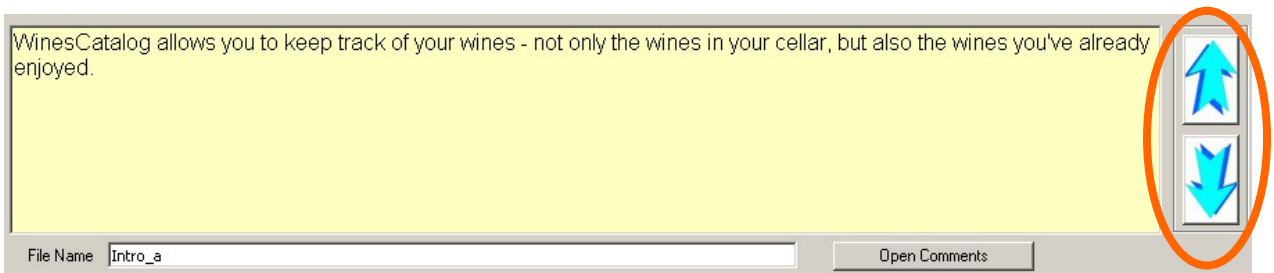 WinesCatalog allows you to keep track of your wines - not only the wines in your cellar, but also the wines you've already
enjoyed.
File Name Intro_a Open Comments